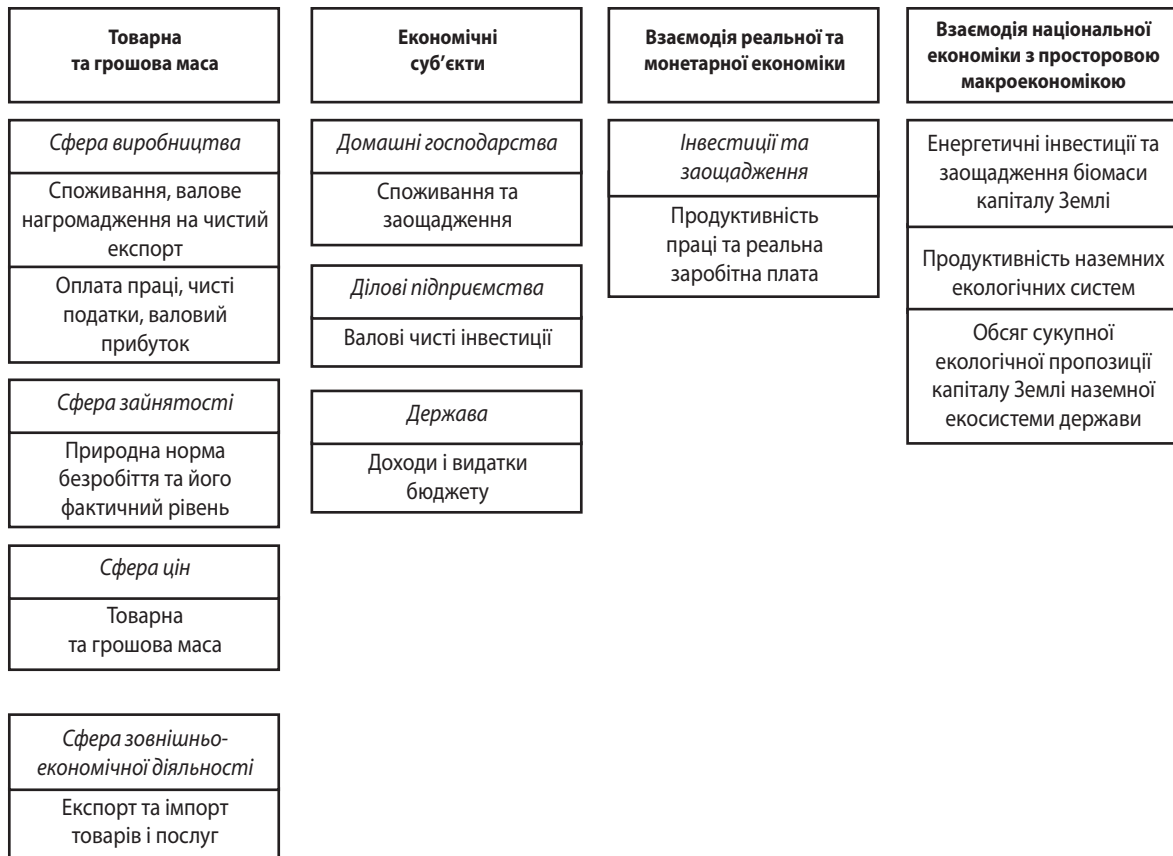 Товарна
та грошова маса
Сфера виробництва
Споживання, валове
нагромадження на чистий
експорт
Оплата праці, чисті
податки, валовий
прибуток
Сфера зайнятості
Природна норма
безробіття та його
фактичний рівень
Сфера цін
Товарна
та грошова маса
Сфера зовнішньо-
економічної діяльності
Експорт та імпорт
товарів і послуг
Економічні
суб’єкти
Домашні господарства
Споживання та
заощадження
Ділові підприємства
Валові чисті інвестиції
Держава
Доходи і видатки
бюджету
Взаємодія реальної та
монетарної економіки
Інвестиції та
заощадження
Продуктивність
праці та реальна
заробітна плата
Взаємодія національної
економіки з просторовою
макроекономікою
Енергетичні інвестиції та
заощадження біомаси
капіталу Землі
Продуктивність наземних
екологічних систем
Обсяг сукупної
екологічної пропозиції
капіталу Землі наземної
екосистеми держави